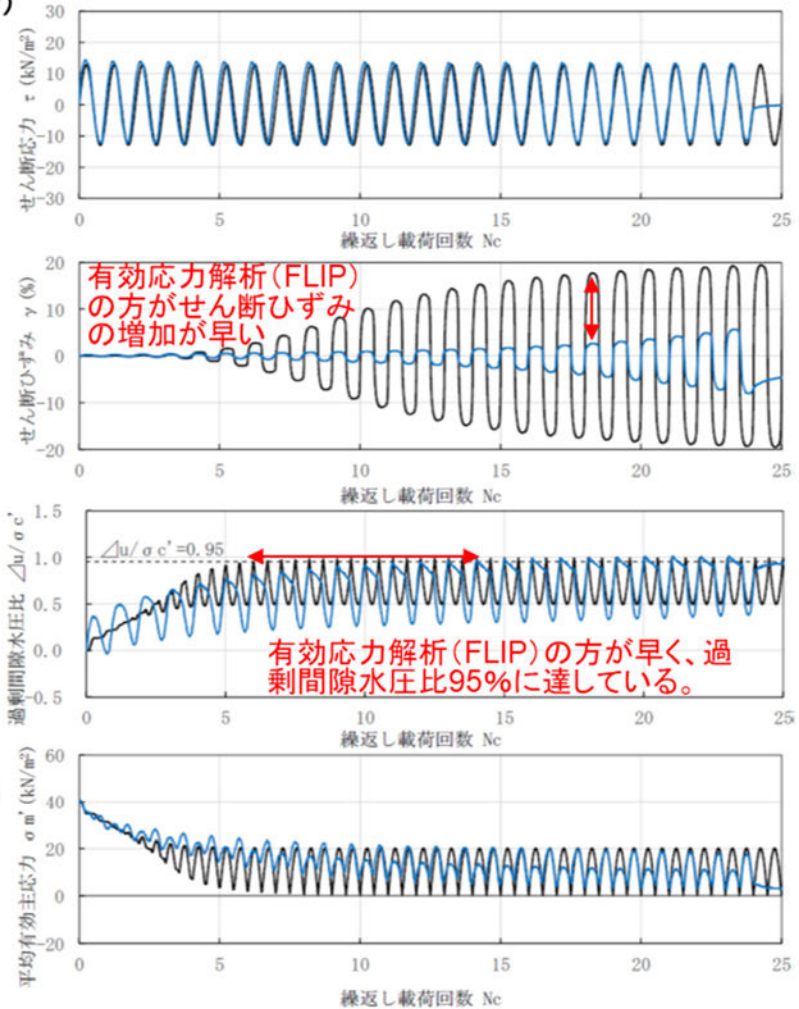 )
せん断応力 τ (kN/m²)
30
20
10
0
-10
-20
-30
0 5 10 15 20 25
繰返し載荷回数 Nc
せん断ひずみ γ (%)
20
10
0
-10
-20
有効応力解析(FLIP)
の方がせん断ひずみ
の増加が早い
0 5 10 15 20 25
繰返し載荷回数 Nc
過剰間隙水圧比 ⊿u/σc'
1.5
1.0
0.5
0.0
-0.5
⊿u/σc'=0.95
有効応力解析(FLIP)の方が早く、過
剰間隙水圧比95%に達している。
0 5 10 15 20 25
繰返し載荷回数 Nc
平均有効主応力 σm' (kN/m²)
60
40
20
0
-20
0 5 10 15 20 25
繰返し載荷回数 Nc